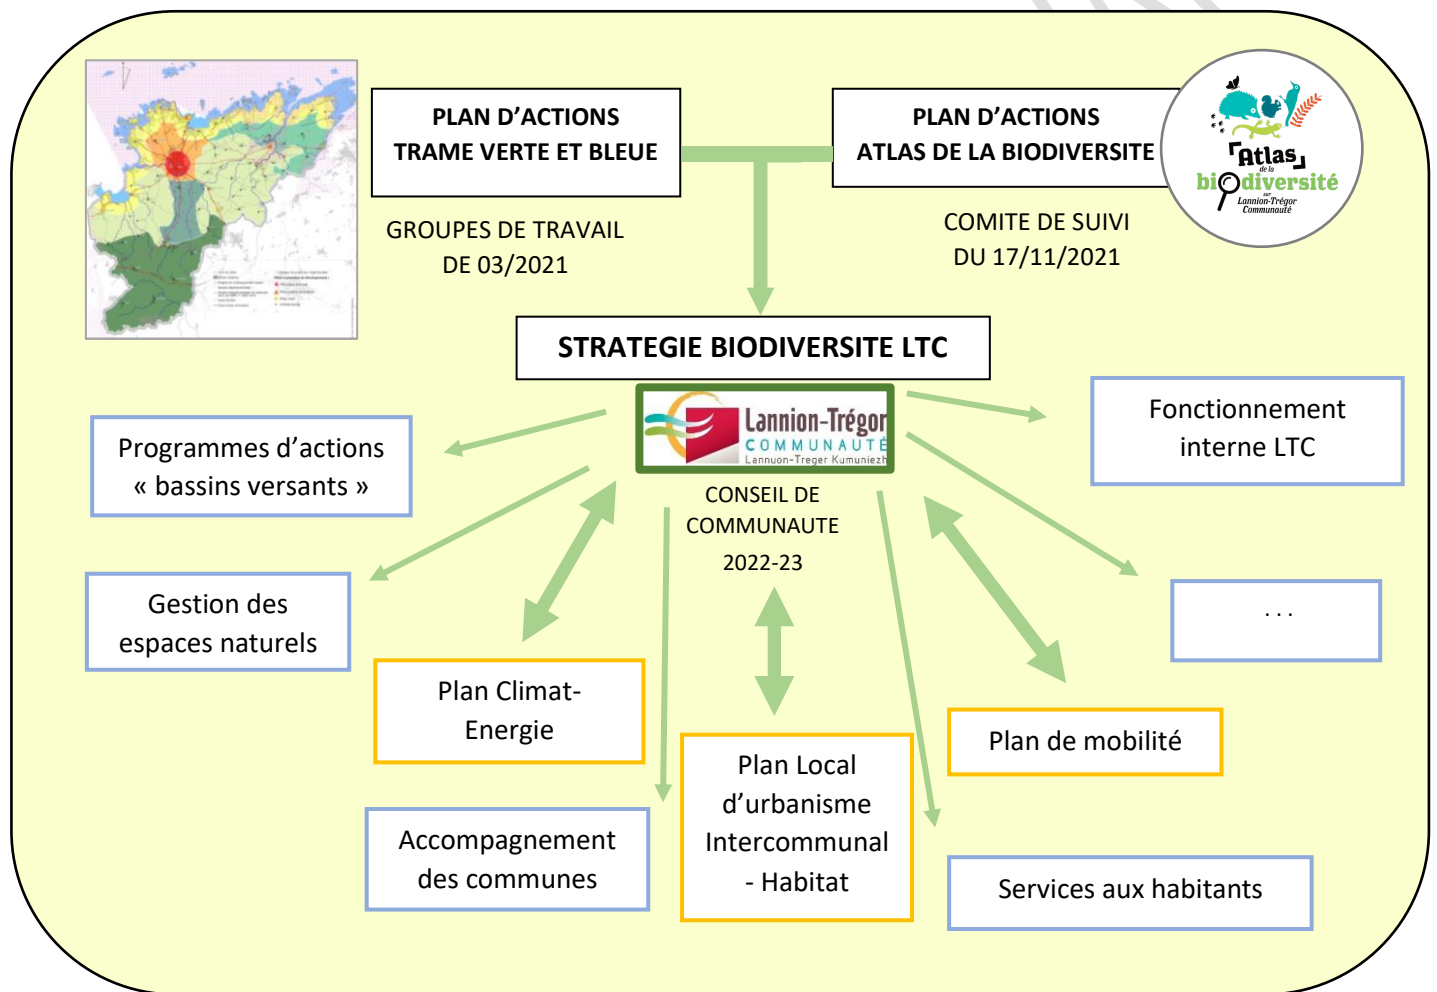 PLAN D’ACTIONS
TRAME VERTE ET BLEUE
GROUPES DE TRAVAIL
DE 03/2021
PLAN D’ACTIONS
ATLAS DE LA BIODIVERSITE
COMITE DE SUIVI
DU 17/11/2021
Atlas
de la
biodiversité
sur
Lannion-Trégor
Communauté
STRATEGIE BIODIVERSITE LTC
Lannion-Trégor
COMMUNAUTÉ
Lannuon-Treger Kumuniezh
CONSEIL DE
COMMUNAUTE
2022-23
Programmes d’actions
« bassins versants »
Fonctionnement
interne LTC
Gestion des
espaces naturels
. . .
Plan Climat-
Energie
Plan Local
d’urbanisme
Intercommunal
- Habitat
Plan de mobilité
Accompagnement
des communes
Services aux habitants